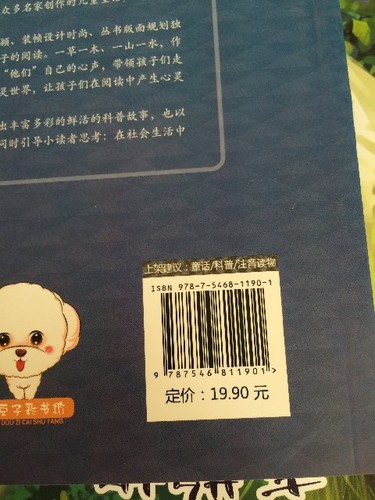 众多名家创作的儿童生
颖、装帧设计时尚、丛书版面规划独
子的阅读。一草一木、一山一水，作
“他们”自己的心声，带领孩子们走
灵世界，让孩子们在阅读中产生心灵
出丰富多彩的鲜活的科普故事，也以
同时引导小读者思考：在社会生活中
上架建议：童话/科普/注音读物
ISBN 978-7-5468-1190-1
9 787546 811901 >
定价：19.90 元
豆子彩书坊
DOU ZI CAI SHU FANG